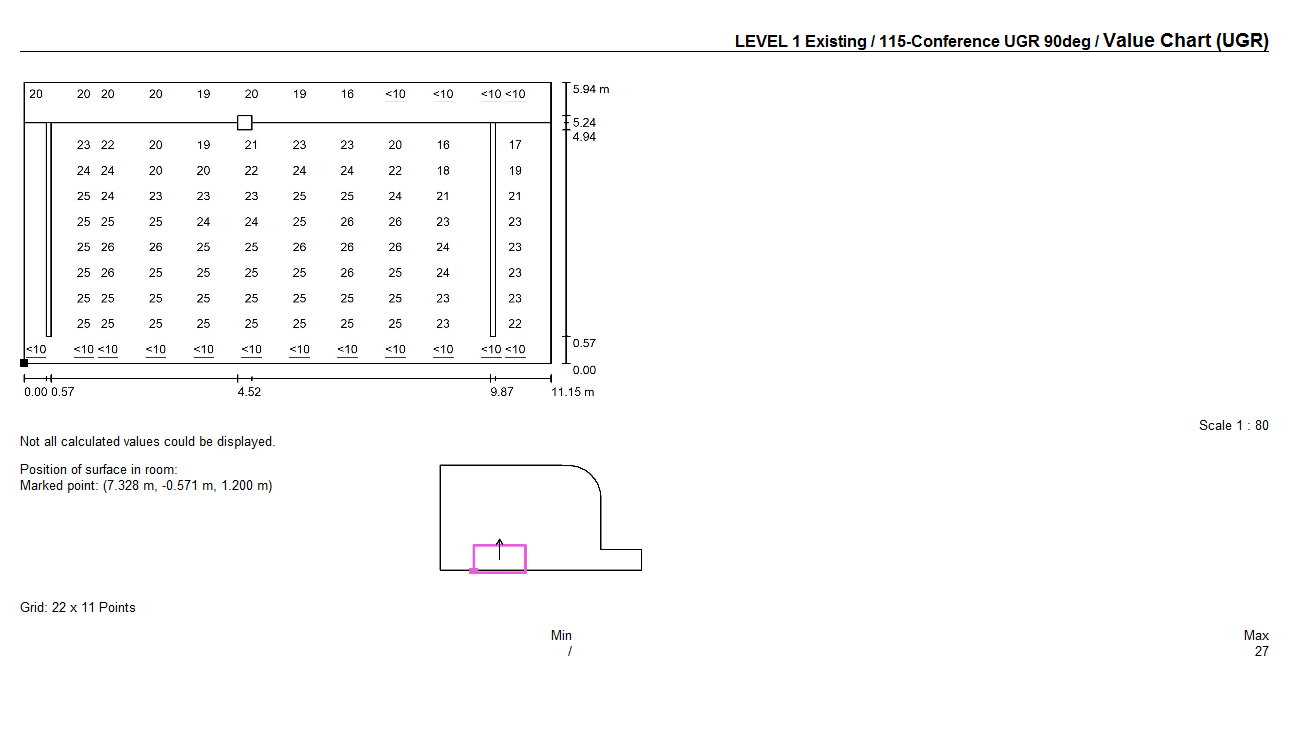 LEVEL 1 Existing / 115-Conference UGR 90deg / Value Chart (UGR)
20 20 20 20 19 20 19 16 <10 <10 <10 <10 5.94 m
5.24
4.94
23 22 20 19 21 23 23 20 16 17
24 24 20 20 22 24 24 22 18 19
25 24 23 23 23 25 25 24 21 21
25 25 25 24 24 25 26 26 23 23
25 26 26 25 25 26 26 26 24 23
25 26 25 25 25 25 26 25 24 23
25 25 25 25 25 25 25 25 23 23
25 25 25 25 25 25 25 25 23 22
0.57
<10 <10 <10 <10 <10 <10 <10 <10 <10 <10 <10 <10
0.00
0.00 0.57 4.52 9.87 11.15 m
Scale 1 : 80
Not all calculated values could be displayed.
Position of surface in room:
Marked point: (7.328 m, -0.571 m, 1.200 m)
Grid: 22 x 11 Points
Min Max
/ 27